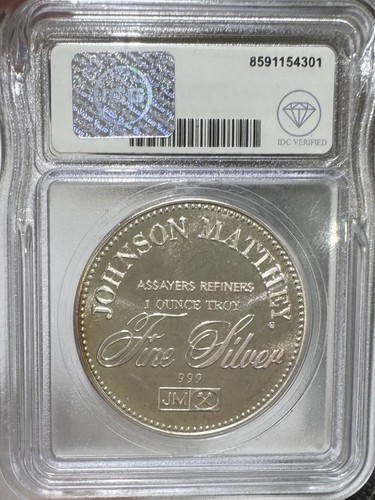 8591154301
IDC VERIFIED
JOHNSON MATTHEY
ASSAYERS REFINERS
1 OUNCE TROY
Fine Silver
999
JM